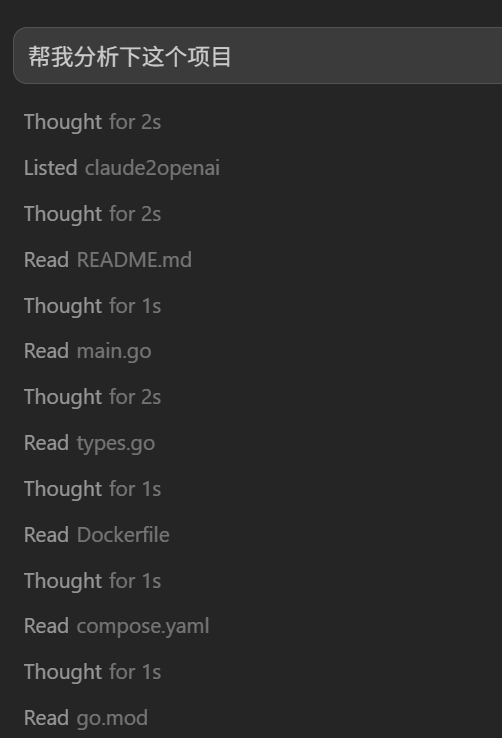 帮我分析下这个项目
Thought for 2s
Listed claude2openai
Thought for 2s
Read README.md
Thought for 1s
Read main.go
Thought for 2s
Read types.go
Thought for 1s
Read Dockerfile
Thought for 1s
Read compose.yaml
Thought for 1s
Read go.mod